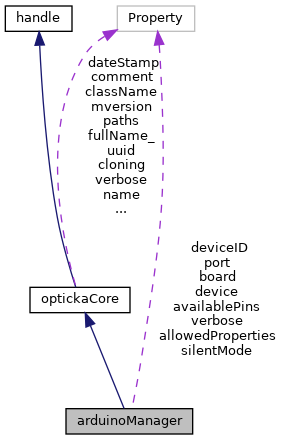 handle
Property
dateStamp
comment
className
mversion
paths
fullName_
uuid
cloning
verbose
name
...
deviceID
port
board
device
availablePins
verbose
allowedProperties
silentMode
optickaCore
arduinoManager